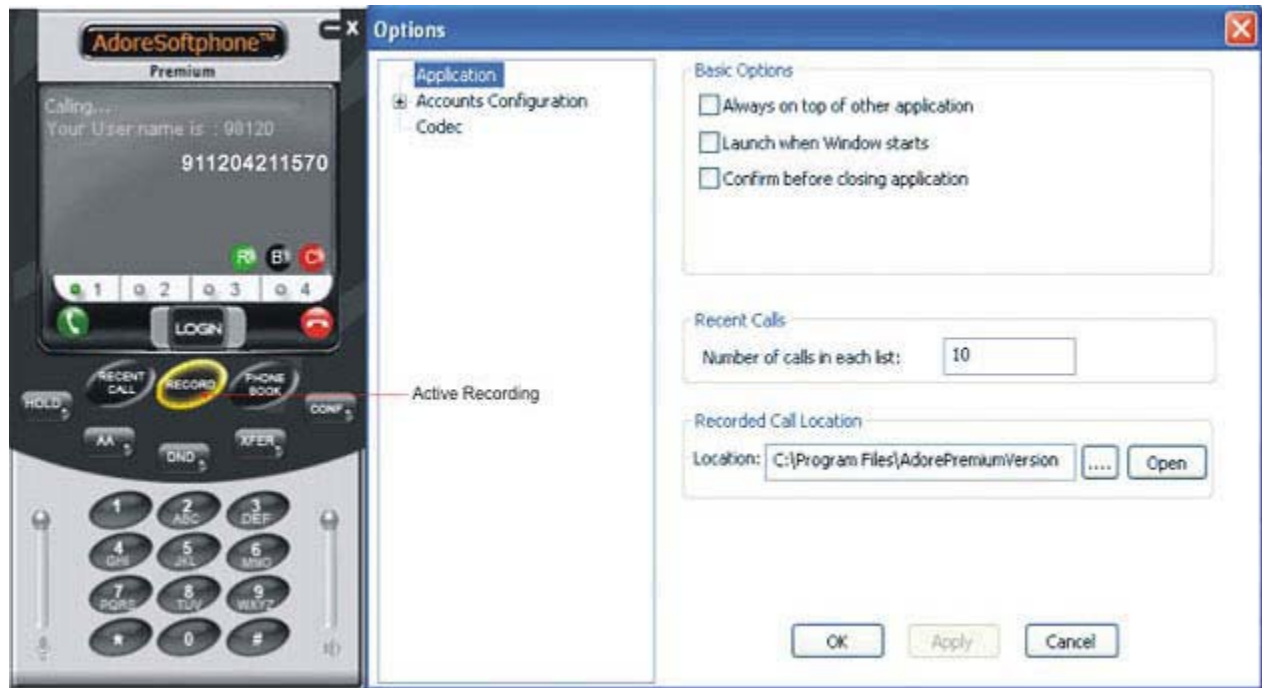 AdoreSoftphone™
Premium
Calling...
Your User name is : 98120
911204211570
R B C
1 2 3 4
LOGIN
RECENT CALL
RECORD
PHONE BOOK
HOLD
CONF
AA
DND
XFER
1
2 ABC
3 DEF
4 GHI
5 JKL
6 MNO
7 PQRS
8 TUV
9 WXYZ
*
0
#
Active Recording
Options
Application
Accounts Configuration
Codec
Basic Options
Always on top of other application
Launch when Window starts
Confirm before closing application
Recent Calls
Number of calls in each list:
10
Recorded Call Location
Location:
C:\Program Files\AdorePremiumVersion
....
Open
OK
Apply
Cancel